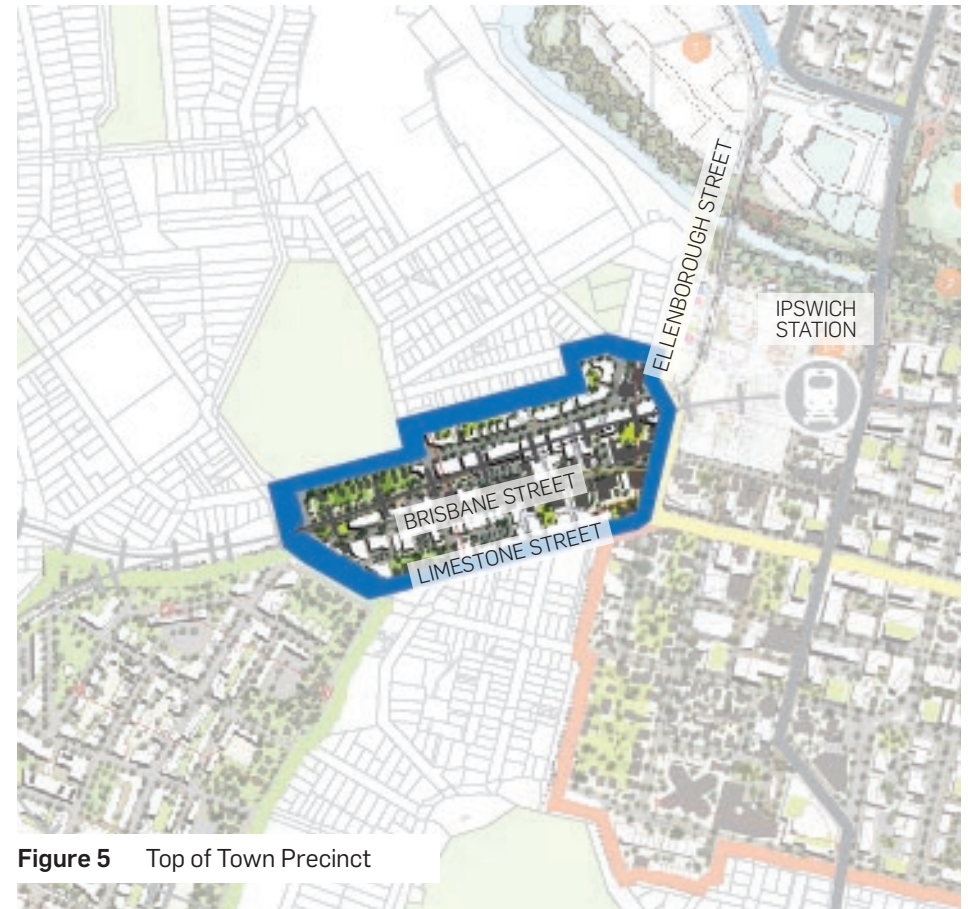 ELLENBOROUGH STREET
IPSWICH
STATION
BRISBANE STREET
LIMESTONE STREET
Figure 5 Top of Town Precinct